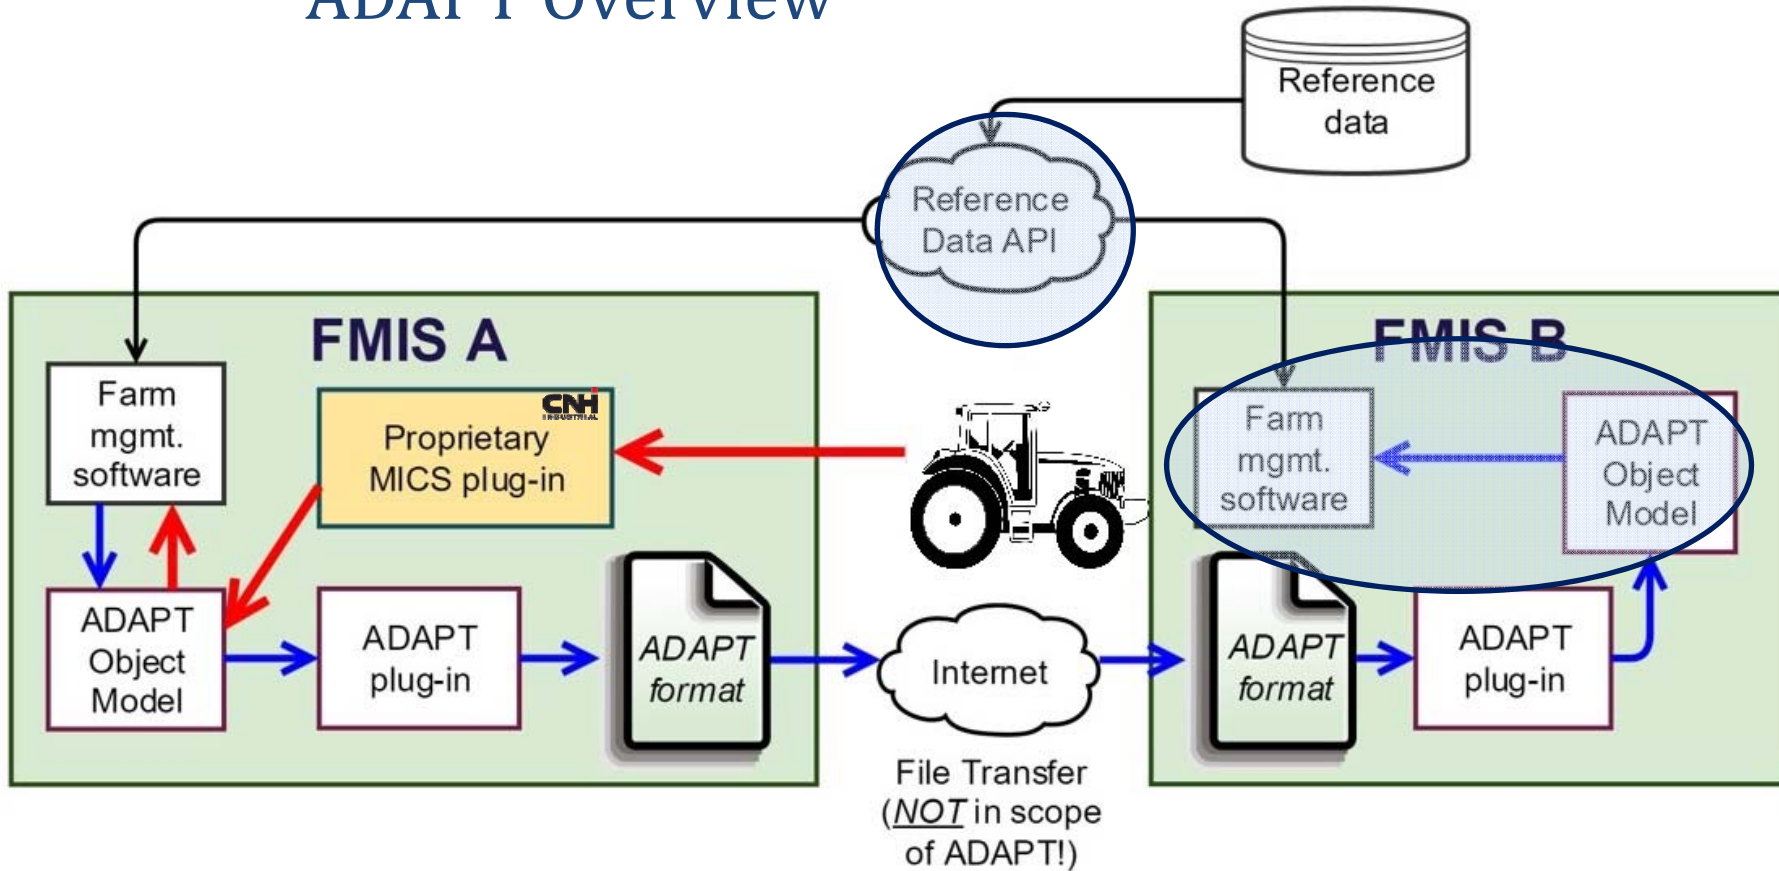 ADAPT Overview
Reference
data
Reference
Data API
FMIS A
FMIS B
Farm
mgmt.
software
CNH
INDUSTRIAL
Proprietary
MICS plug-in
Farm
mgmt.
software
ADAPT
Object
Model
ADAPT
Object
Model
ADAPT
plug-in
ADAPT
format
Internet
ADAPT
format
ADAPT
plug-in
File Transfer
(NOT in scope
of ADAPT!)